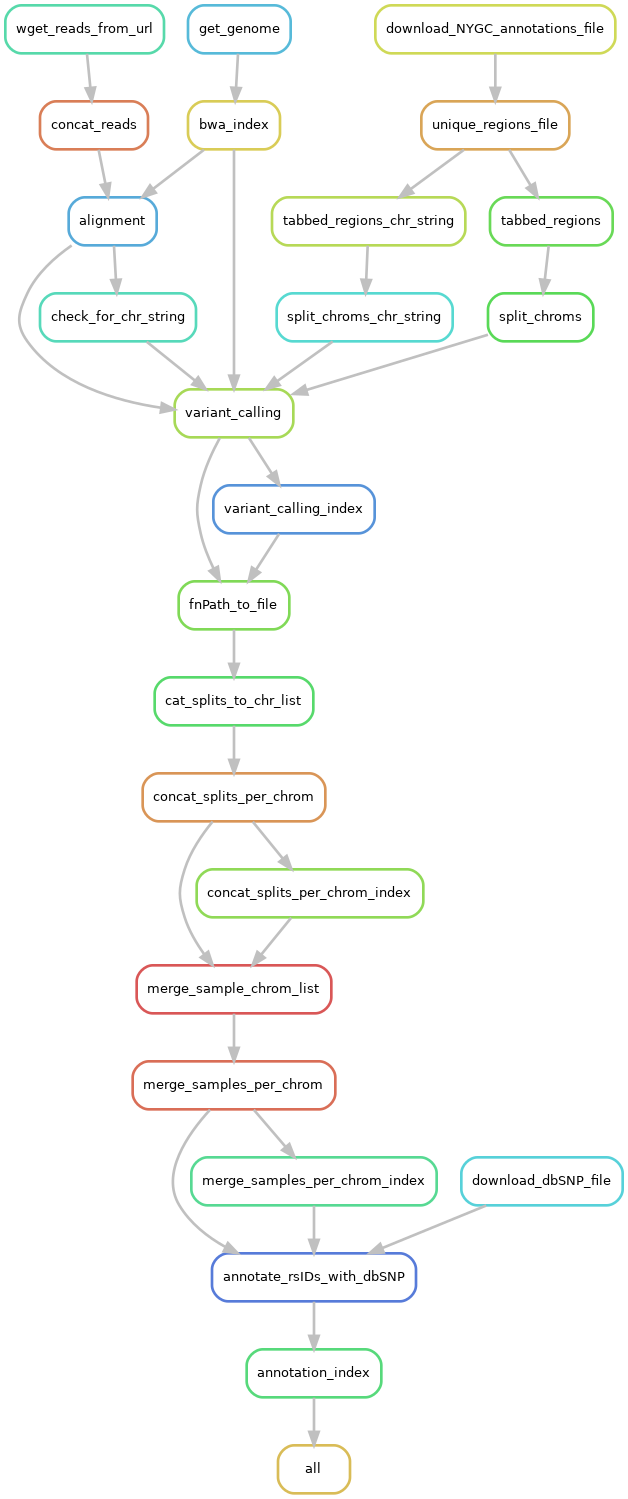 wget_reads_from_url
get_genome
download_NYGC_annotations_file
concat_reads
bwa_index
unique_regions_file
alignment
tabbed_regions_chr_string
tabbed_regions
check_for_chr_string
split_chroms_chr_string
split_chroms
variant_calling
variant_calling_index
fnPath_to_file
cat_splits_to_chr_list
concat_splits_per_chrom
concat_splits_per_chrom_index
merge_sample_chrom_list
merge_samples_per_chrom
merge_samples_per_chrom_index
download_dbSNP_file
annotate_rsIDs_with_dbSNP
annotation_index
all